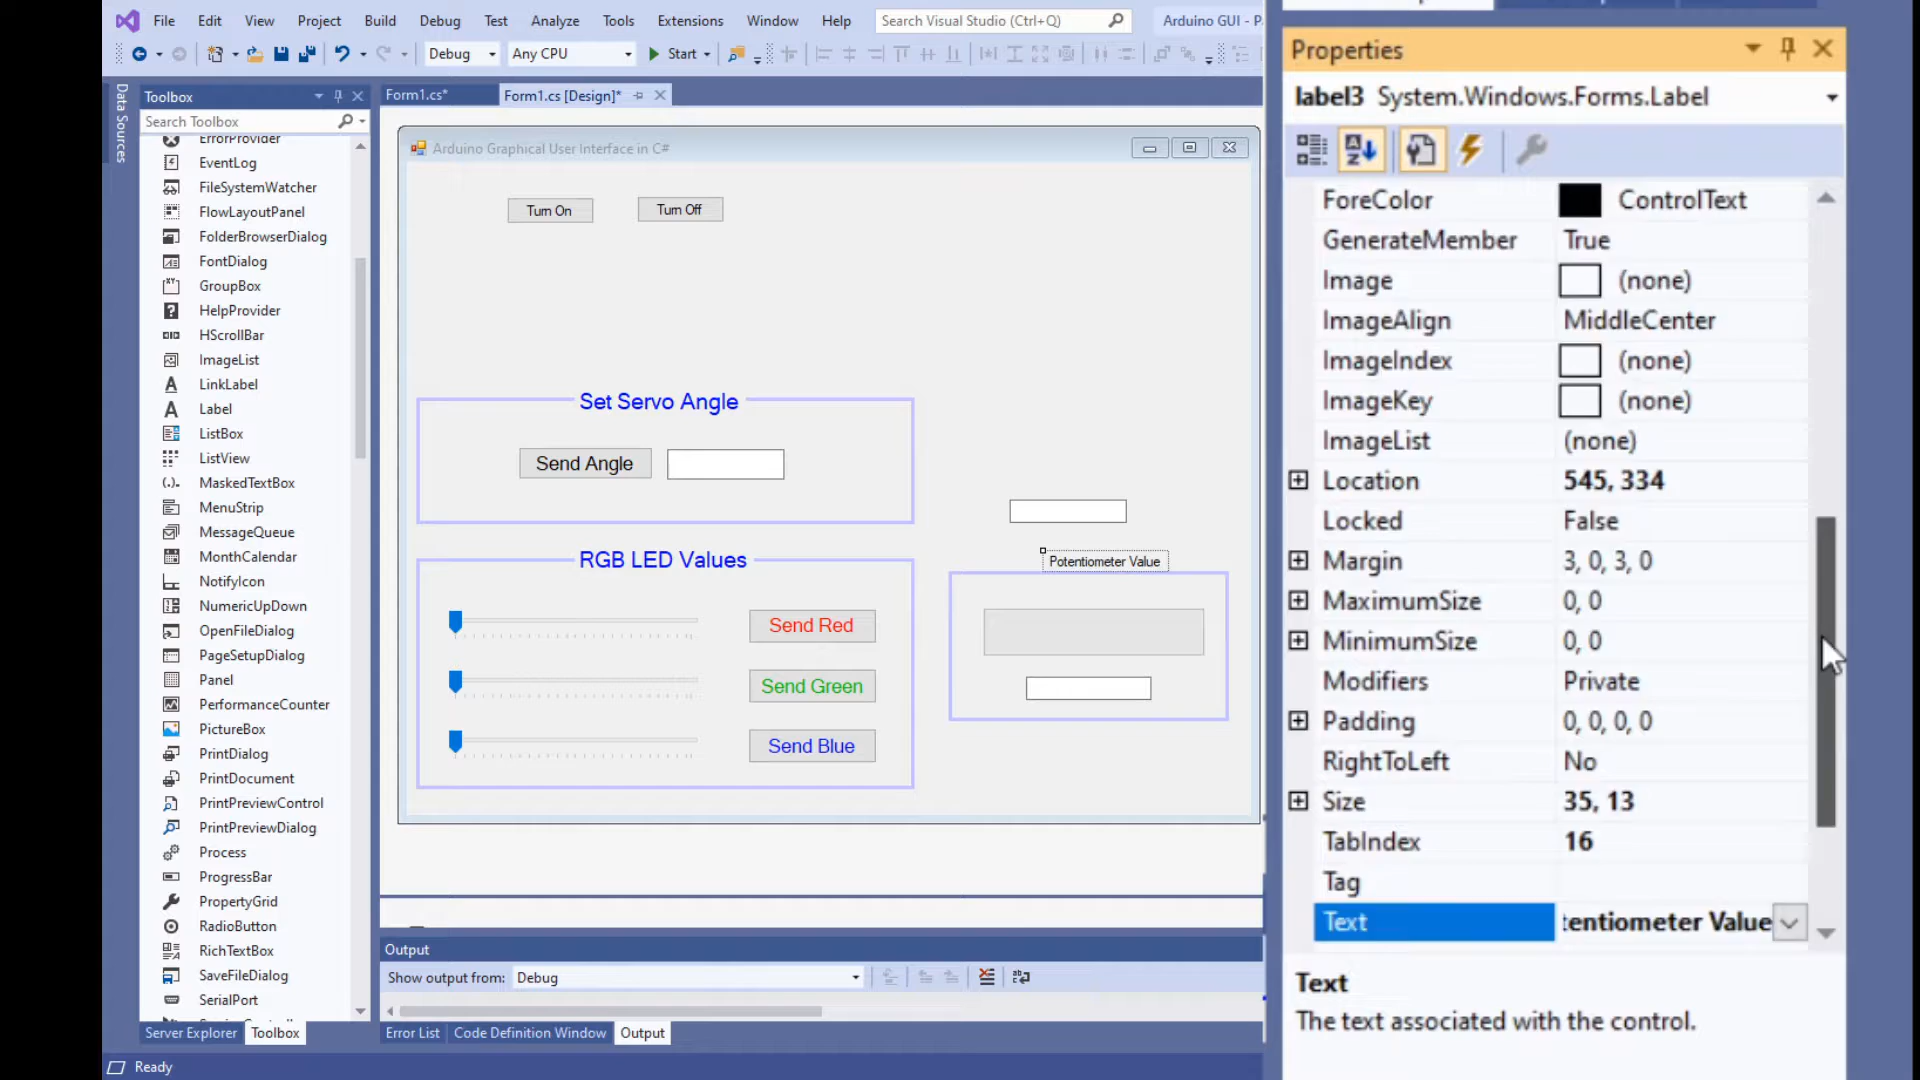 File Edit View Project Build Debug Test Analyze Tools Extensions Window Help Search Visual Studio (Ctrl+Q) Arduino GUI - P
Debug Any CPU Start
Data Sources
Toolbox
Search Toolbox
ErrorProvider
EventLog
FileSystemWatcher
FlowLayoutPanel
FolderBrowserDialog
FontDialog
GroupBox
HelpProvider
HScrollBar
ImageList
LinkLabel
Label
ListBox
ListView
MaskedTextBox
MenuStrip
MessageQueue
MonthCalendar
NotifyIcon
NumericUpDown
OpenFileDialog
PageSetupDialog
Panel
PerformanceCounter
PictureBox
PrintDialog
PrintDocument
PrintPreviewControl
PrintPreviewDialog
Process
ProgressBar
PropertyGrid
RadioButton
RichTextBox
SaveFileDialog
SerialPort
Server Explorer Toolbox
Form1.cs* Form1.cs [Design]*
Arduino Graphical User Interface in C#
Turn On Turn Off
Set Servo Angle
Send Angle
RGB LED Values
Send Red
Send Green
Send Blue
Potentiometer Value
Output
Show output from: Debug
Error List Code Definition Window Output
Ready
Properties
label3 System.Windows.Forms.Label
ForeColor ControlText
GenerateMember True
Image (none)
ImageAlign MiddleCenter
ImageIndex (none)
ImageKey (none)
ImageList (none)
Location 545, 334
Locked False
Margin 3, 0, 3, 0
MaximumSize 0, 0
MinimumSize 0, 0
Modifiers Private
Padding 0, 0, 0, 0
RightToLeft No
Size 35, 13
TabIndex 16
Tag
Text tentiometer Value
Text
The text associated with the control.